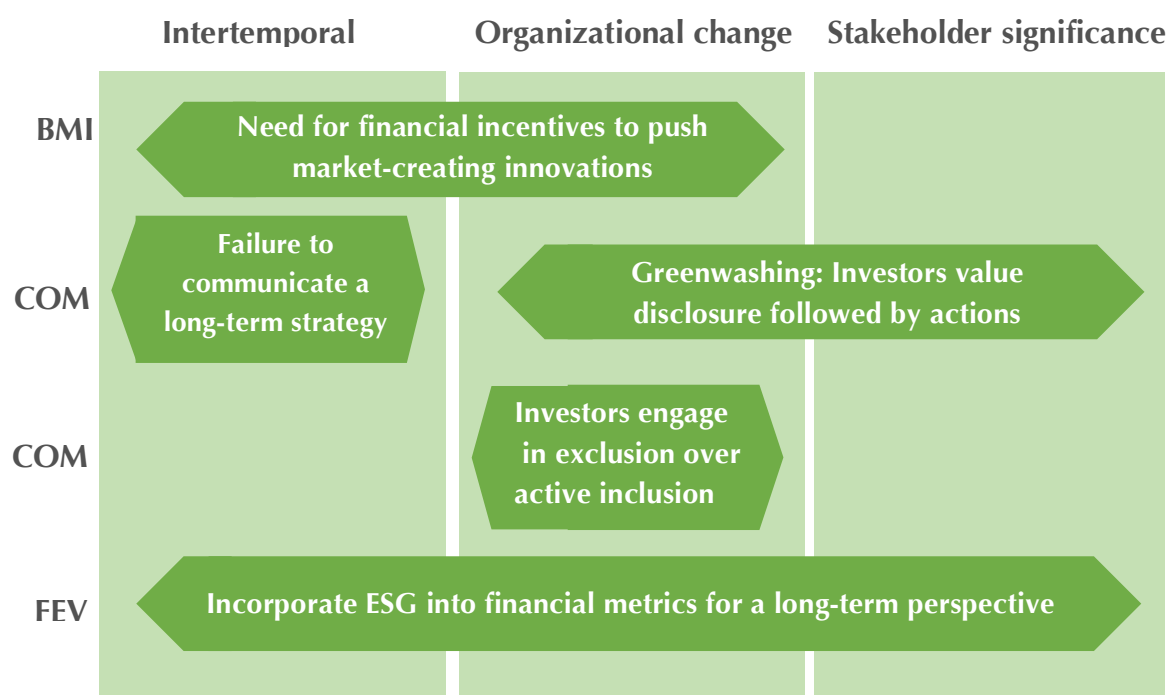 Intertemporal
Organizational change
Stakeholder significance
BMI
Need for financial incentives to push
market-creating innovations
COM
Failure to
communicate a
long-term strategy
Greenwashing: Investors value
disclosure followed by actions
COM
Investors engage
in exclusion over
active inclusion
FEV
Incorporate ESG into financial metrics for a long-term perspective